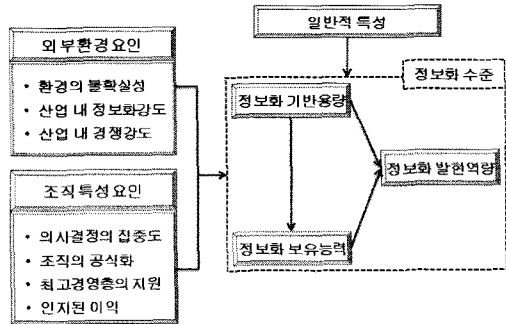 외부환경요인
• 환경의 불확실성
• 산업 내 정보화강도
• 산업 내 경쟁강도
조직특성요인
• 의사결정의 집중도
• 조직의 공식화
• 최고경영층의 지원
• 인지된 이익
일반적 특성
정보화 수준
정보화 기반용량
정보화 발현역량
정보화 보유능력